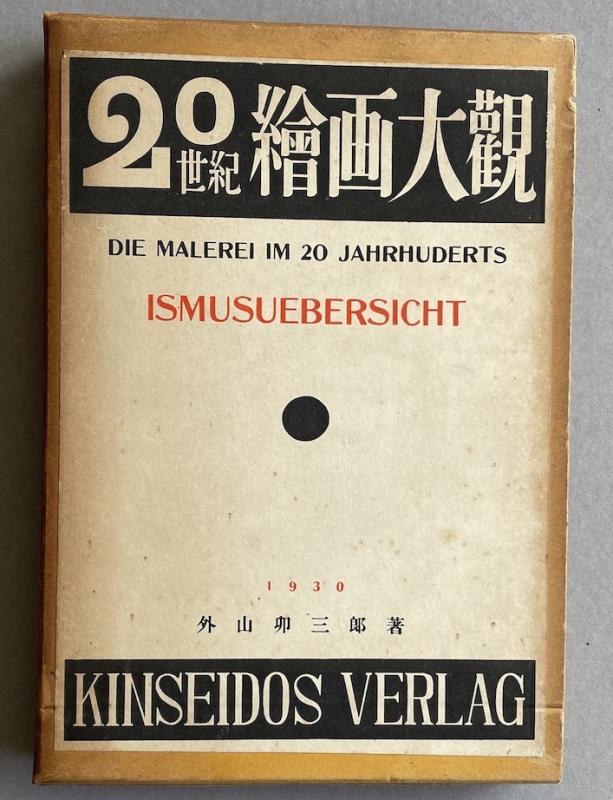 20世紀 繪画大觀
DIE MALEREI IM 20 JAHRHUDERTS
ISMUSUEBERSICHT
1930
外山卯三郎著
KINSEIDOS VERLAG